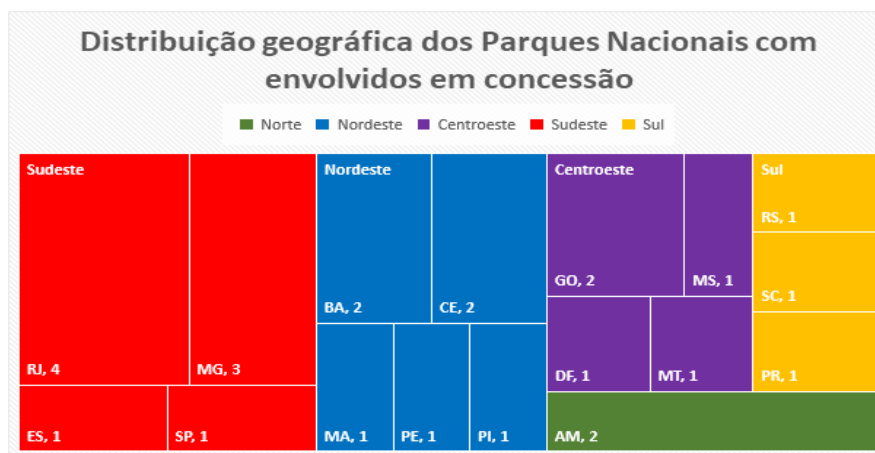 Distribuição geográfica dos Parques Nacionais com
envolvidos em concessão
Norte Nordeste Centroeste Sudeste Sul
Sudeste
RJ, 4
MG, 3
ES, 1
SP, 1
Nordeste
BA, 2
CE, 2
MA, 1
PE, 1
PI, 1
Centroeste
GO, 2
MS, 1
DF, 1
MT, 1
Sul
RS, 1
SC, 1
PR, 1
AM, 2